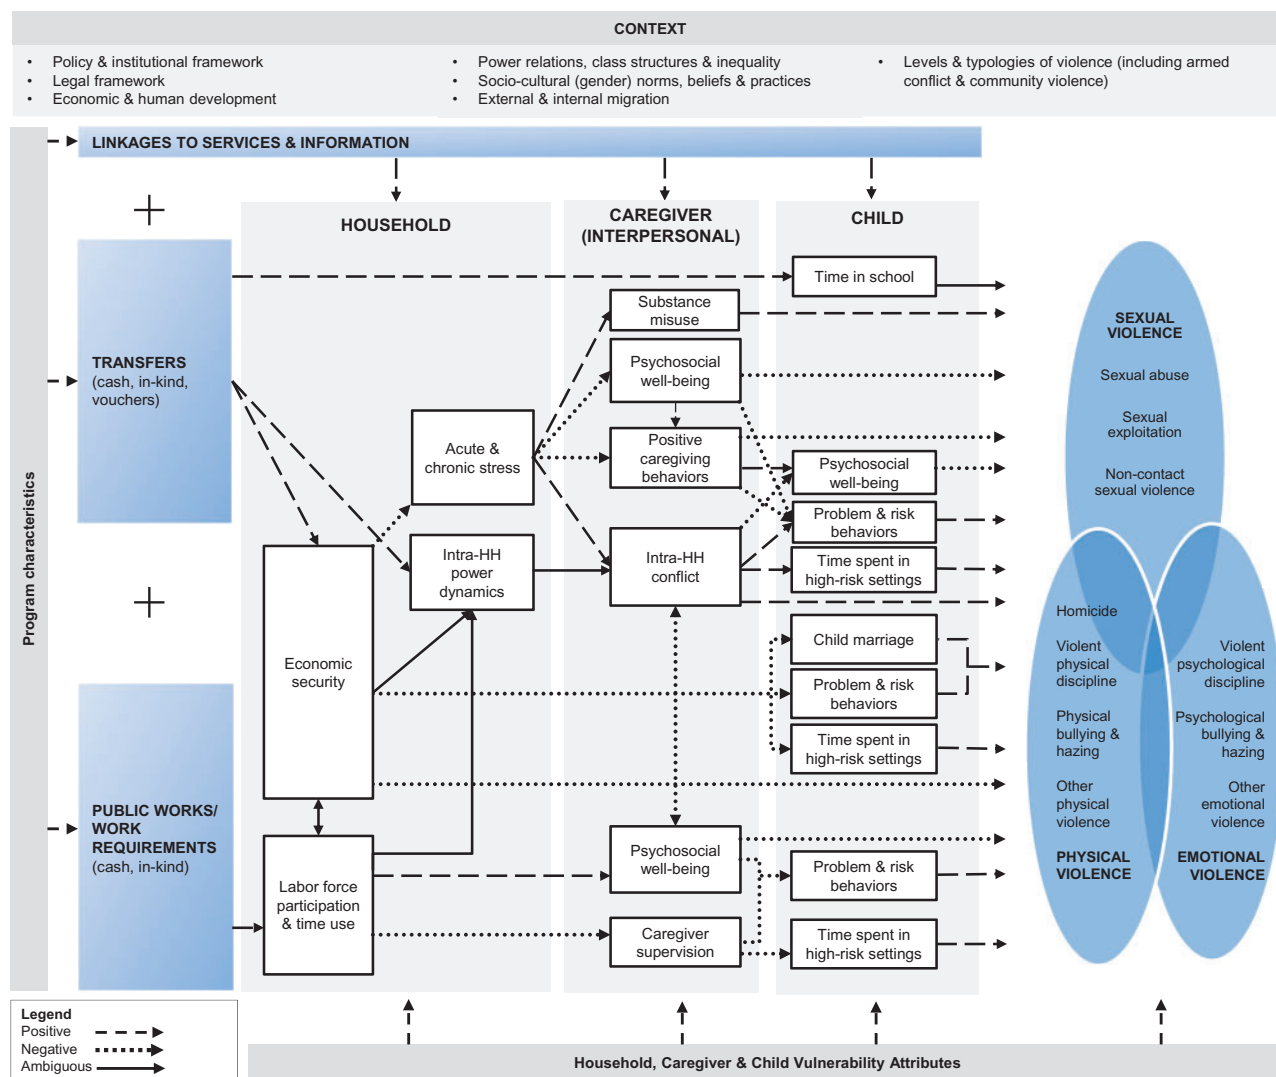 CONTEXT
• Policy & institutional framework
• Legal framework
• Economic & human development
• Power relations, class structures & inequality
• Socio-cultural (gender) norms, beliefs & practices
• External & internal migration
• Levels & typologies of violence (including armed
conflict & community violence)
Program characteristics
LINKAGES TO SERVICES & INFORMATION
TRANSFERS
(cash, in-kind,
vouchers)
PUBLIC WORKS/
WORK
REQUIREMENTS
(cash, in-kind)
HOUSEHOLD
Acute &
chronic stress
Intra-HH
power
dynamics
Economic
security
Labor force
participation
& time use
CAREGIVER
(INTERPERSONAL)
Substance
misuse
Psychosocial
well-being
Positive
caregiving
behaviors
Intra-HH
conflict
Psychosocial
well-being
Caregiver
supervision
CHILD
Time in school
Psychosocial
well-being
Problem & risk
behaviors
Time spent in
high-risk settings
Child marriage
Problem & risk
behaviors
Time spent in
high-risk settings
Problem & risk
behaviors
Time spent in
high-risk settings
SEXUAL
VIOLENCE
Sexual abuse
Sexual
exploitation
Non-contact
sexual violence
Homicide
Violent
physical
discipline
Physical
bullying &
hazing
Other
physical
violence
PHYSICAL
VIOLENCE
Violent
psychological
discipline
Psychological
bullying &
hazing
Other
emotional
violence
EMOTIONAL
VIOLENCE
Legend
Positive
Negative
Ambiguous
Household, Caregiver & Child Vulnerability Attributes